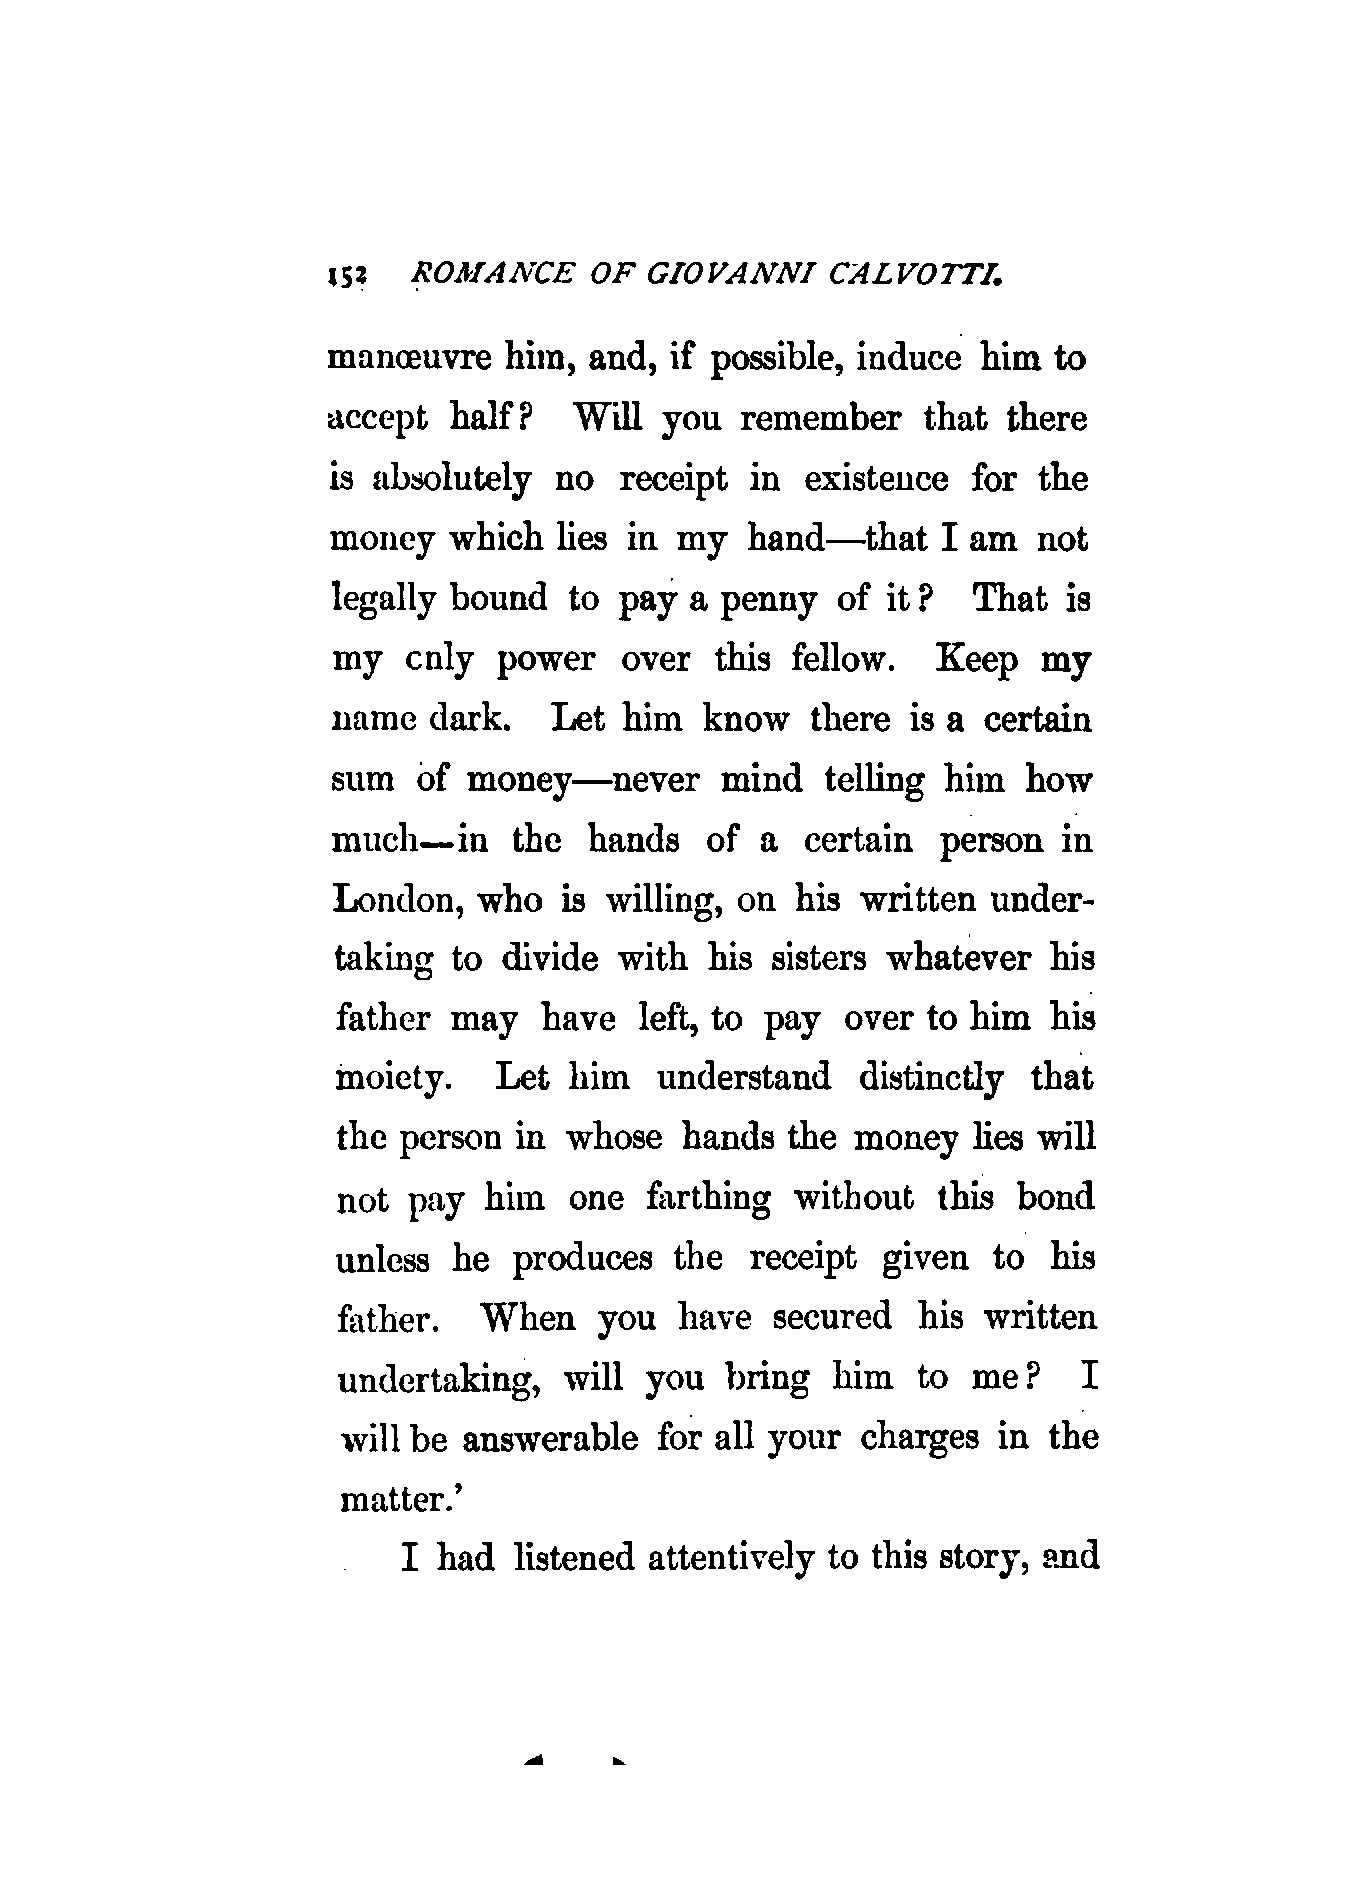 152 ROMANCE OF GIOVANNI CALVOTTI.
manœuvre him, and, if possible, induce him to
accept half? Will you remember that there
is absolutely no receipt in existence for the
money which lies in my hand—that I am not
legally bound to pay a penny of it? That is
my only power over this fellow. Keep my
name dark. Let him know there is a certain
sum of money—never mind telling him how
much—in the hands of a certain person in
London, who is willing, on his written under-
taking to divide with his sisters whatever his
father may have left, to pay over to him his
moiety. Let him understand distinctly that
the person in whose hands the money lies will
not pay him one farthing without this bond
unless he produces the receipt given to his
father. When you have secured his written
undertaking, will you bring him to me? I
will be answerable for all your charges in the
matter.'
I had listened attentively to this story, and